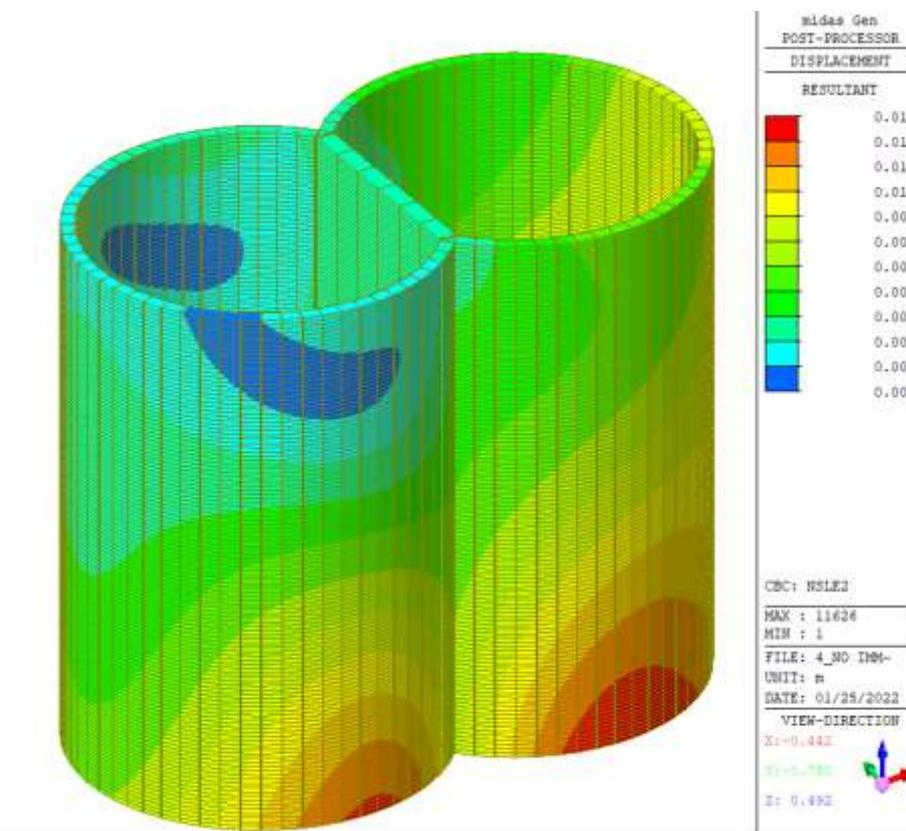 midas Gen
POST-PROCESSOR
DISPLACEMENT
RESULTANT
0.01
0.01
0.01
0.01
0.00
0.00
0.00
0.00
0.00
0.00
0.00
CBC: NSLE2
MAX : 11626
MIN : 1
FILE: 4_NO IMM~
UNIT: m
DATE: 01/25/2022
VIEW-DIRECTION
X:-0.442
Z: 0.492